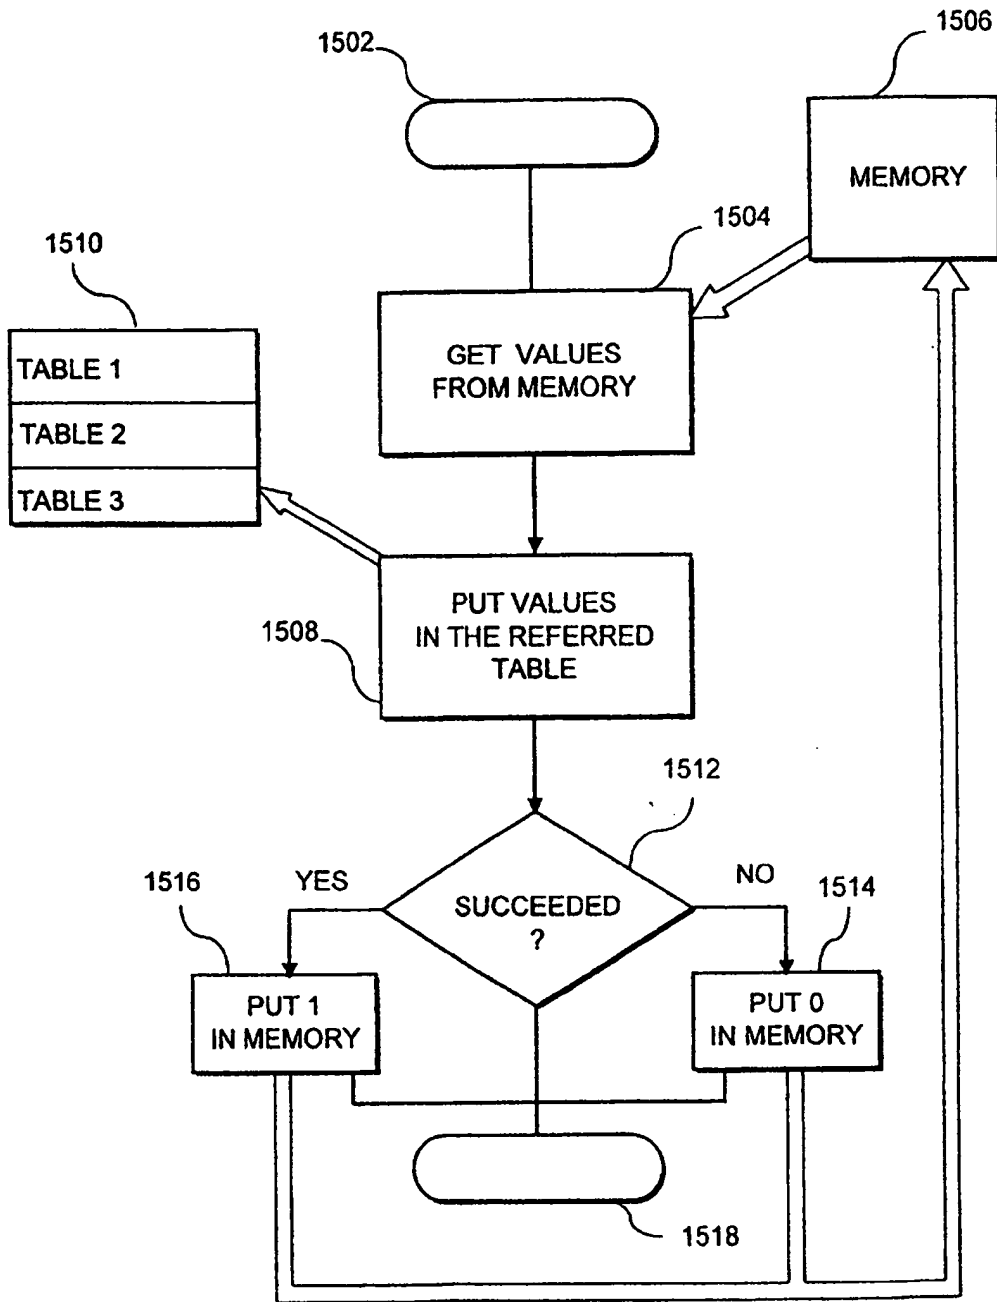 1506
1502
MEMORY
1504
1510
GET VALUES
FROM MEMORY
TABLE 1
TABLE 2
TABLE 3
PUT VALUES
IN THE REFERRED
TABLE
1508
1512
YES
NO
1516
1514
SUCCEEDED
?
PUT 1
IN MEMORY
PUT 0
IN MEMORY
1518